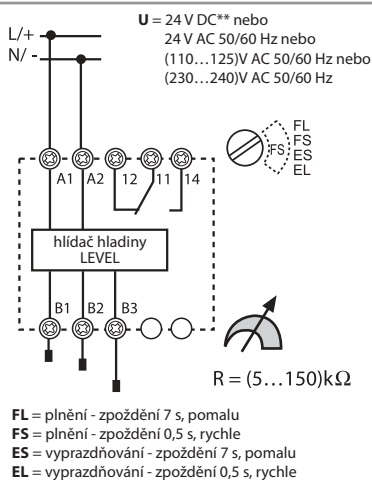 U = 24 V DC** nebo
24 V AC 50/60 Hz nebo
(110…125)V AC 50/60 Hz nebo
(230…240)V AC 50/60 Hz
L/+
N/ -
FL
FS
FS
ES
EL
A1 A2 12 11 14
hlídač hladiny
LEVEL
B1 B2 B3
R = (5…150)kΩ
FL = plnění - zpoždění 7 s, pomalu
FS = plnění - zpoždění 0,5 s, rychle
ES = vyprazdňování - zpoždění 7 s, pomalu
EL = vyprazdňování - zpoždění 0,5 s, rychle